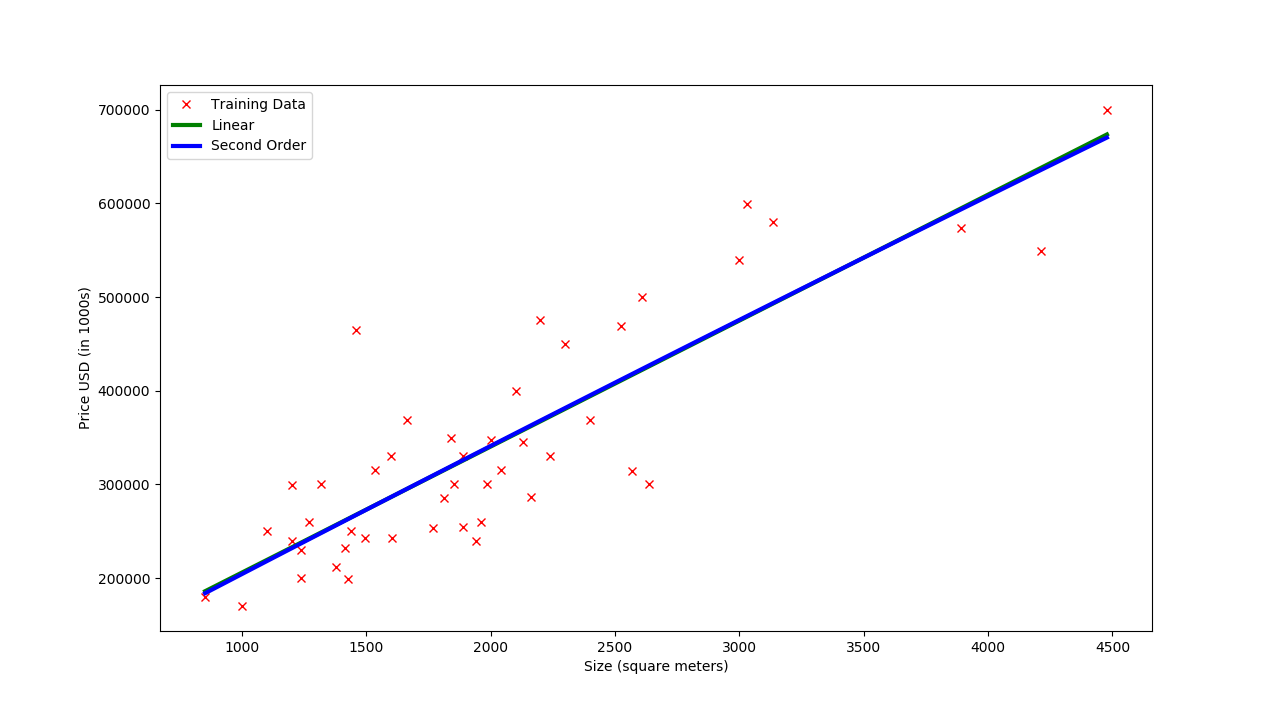 Training Data
Linear
Second Order
700000
600000
500000
400000
300000
200000
Price USD (in 1000s)
1000 1500 2000 2500 3000 3500 4000 4500
Size (square meters)